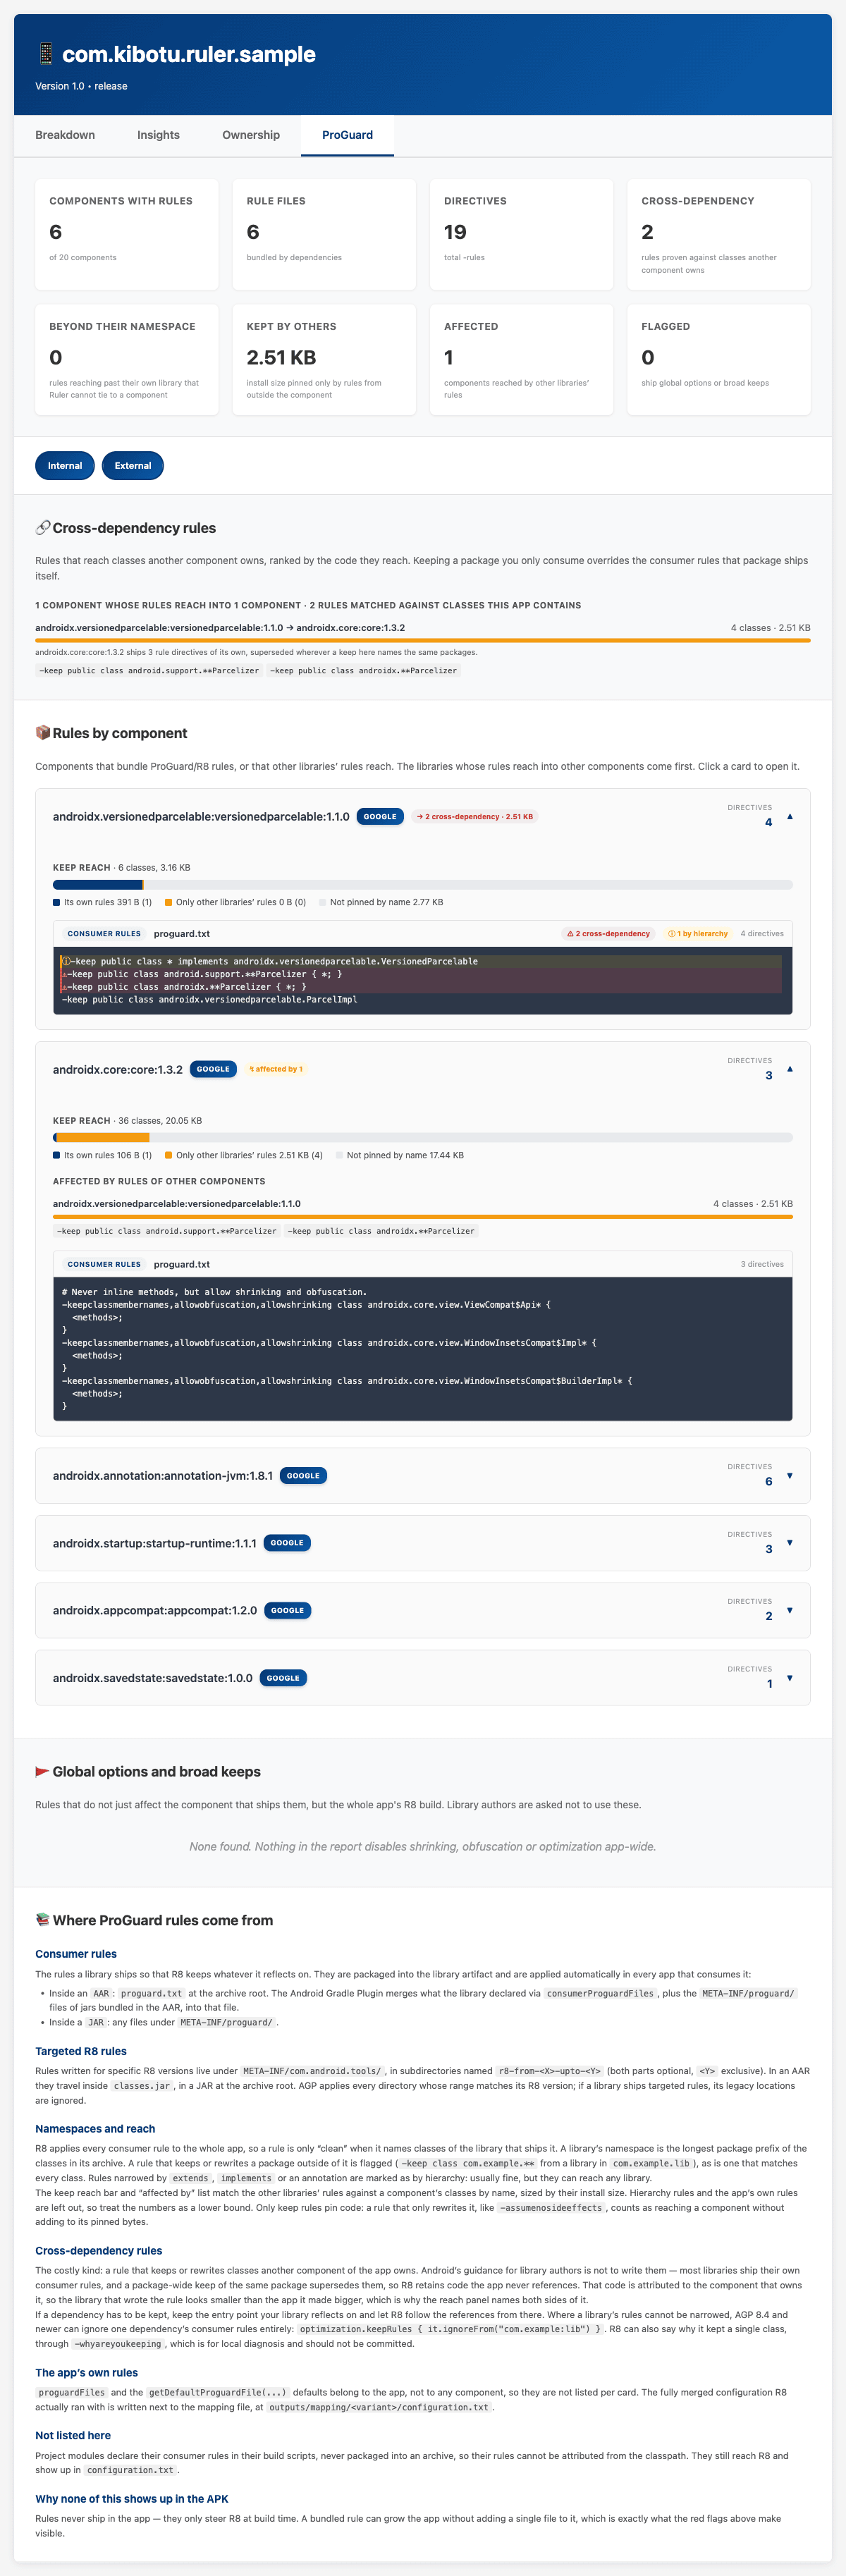 com.kibotu.ruler.sample
Version 1.0 • release
Breakdown
Insights
Ownership
ProGuard
COMPONENTS WITH RULES
6
of 20 components
RULE FILES
6
bundled by dependencies
DIRECTIVES
19
total -rules
CROSS-DEPENDENCY
2
rules proven against classes another
component owns
BEYOND THEIR NAMESPACE
0
rules reaching past their own library that
Ruler cannot tie to a component
KEPT BY OTHERS
2.51 KB
install size pinned only by rules from
outside the component
AFFECTED
1
components reached by other libraries'
rules
FLAGGED
0
ship global options or broad keeps
Internal
External
Cross-dependency rules
Rules that reach classes another component owns, ranked by the code they reach. Keeping a package you only consume overrides the consumer rules that package ships
itself.
1 COMPONENT WHOSE RULES REACH INTO 1 COMPONENT · 2 RULES MATCHED AGAINST CLASSES THIS APP CONTAINS
androidx.versionedparcelable:versionedparcelable:1.1.0 → androidx.core:core:1.3.2
4 classes · 2.51 KB
androidx.core:core:1.3.2 ships 3 rule directives of its own, superseded wherever a keep here names the same packages.
-keep public class android.support.**Parcelizer -keep public class androidx.**Parcelizer
Rules by component
Components that bundle ProGuard/R8 rules, or that other libraries' rules reach. The libraries whose rules reach into other components come first. Click a card to open it.
androidx.versionedparcelable:versionedparcelable:1.1.0
GOOGLE
→ 2 cross-dependency · 2.51 KB
DIRECTIVES
4
▲
KEEP REACH · 6 classes, 3.16 KB
Its own rules 391 B (1)
Only other libraries' rules 0 B (0)
Not pinned by name 2.77 KB
CONSUMER RULES
proguard.txt
⚠ 2 cross-dependency
ⓘ 1 by hierarchy
4 directives
ⓘ-keep public class * implements androidx.versionedparcelable.VersionedParcelable
⚠-keep public class android.support.**Parcelizer { *; }
⚠-keep public class androidx.**Parcelizer { *; }
-keep public class androidx.versionedparcelable.ParcelImpl
androidx.core:core:1.3.2
GOOGLE
↯ affected by 1
DIRECTIVES
3
▲
KEEP REACH · 36 classes, 20.05 KB
Its own rules 106 B (1)
Only other libraries' rules 2.51 KB (4)
Not pinned by name 17.44 KB
AFFECTED BY RULES OF OTHER COMPONENTS
androidx.versionedparcelable:versionedparcelable:1.1.0
4 classes · 2.51 KB
-keep public class android.support.**Parcelizer -keep public class androidx.**Parcelizer
CONSUMER RULES
proguard.txt
3 directives
# Never inline methods, but allow shrinking and obfuscation.
-keepclassmembernames,allowobfuscation,allowshrinking class androidx.core.view.ViewCompat$Api* {
<methods>;
}
-keepclassmembernames,allowobfuscation,allowshrinking class androidx.core.view.WindowInsetsCompat$Impl* {
<methods>;
}
-keepclassmembernames,allowobfuscation,allowshrinking class androidx.core.view.WindowInsetsCompat$BuilderImpl* {
<methods>;
}
androidx.annotation:annotation-jvm:1.8.1
GOOGLE
DIRECTIVES
6
▼
androidx.startup:startup-runtime:1.1.1
GOOGLE
DIRECTIVES
3
▼
androidx.appcompat:appcompat:1.2.0
GOOGLE
DIRECTIVES
2
▼
androidx.savedstate:savedstate:1.0.0
GOOGLE
DIRECTIVES
1
▼
Global options and broad keeps
Rules that do not just affect the component that ships them, but the whole app's R8 build. Library authors are asked not to use these.
None found. Nothing in the report disables shrinking, obfuscation or optimization app-wide.
Where ProGuard rules come from
Consumer rules
The rules a library ships so that R8 keeps whatever it reflects on. They are packaged into the library artifact and are applied automatically in every app that consumes it:
• Inside an AAR : proguard.txt at the archive root. The Android Gradle Plugin merges what the library declared via consumerProguardFiles , plus the META-INF/proguard/
files of jars bundled in the AAR, into that file.
• Inside a JAR : any files under META-INF/proguard/ .
Targeted R8 rules
Rules written for specific R8 versions live under META-INF/com.android.tools/ , in subdirectories named r8-from-<X>-upto-<Y> (both parts optional, <Y> exclusive). In an AAR
they travel inside classes.jar , in a JAR at the archive root. AGP applies every directory whose range matches its R8 version; if a library ships targeted rules, its legacy locations
are ignored.
Namespaces and reach
R8 applies every consumer rule to the whole app, so a rule is only “clean” when it names classes of the library that ships it. A library's namespace is the longest package prefix of the
classes in its archive. A rule that keeps or rewrites a package outside of it is flagged ( -keep class com.example.** from a library in com.example.lib ), as is one that matches
every class. Rules narrowed by extends , implements or an annotation are marked as by hierarchy: usually fine, but they can reach any library.
The keep reach bar and “affected by” list match the other libraries' rules against a component's classes by name, sized by their install size. Hierarchy rules and the app's own rules
are left out, so treat the numbers as a lower bound. Only keep rules pin code: a rule that only rewrites it, like -assumenosideeffects , counts as reaching a component without
adding to its pinned bytes.
Cross-dependency rules
The costly kind: a rule that keeps or rewrites classes another component of the app owns. Android's guidance for library authors is not to write them — most libraries ship their own
consumer rules, and a package-wide keep of the same package supersedes them, so R8 retains code the app never references. That code is attributed to the component that owns
it, so the library that wrote the rule looks smaller than the app it made bigger, which is why the reach panel names both sides of it.
If a dependency has to be kept, keep the entry point your library reflects on and let R8 follow the references from there. Where a library's rules cannot be narrowed, AGP 8.4 and
newer can ignore one dependency's consumer rules entirely: optimization.keepRules { it.ignoreFrom("com.example:lib") } . R8 can also say why it kept a single class,
through -whyareyoukeeping , which is for local diagnosis and should not be committed.
The app's own rules
proguardFiles and the getDefaultProguardFile(...) defaults belong to the app, not to any component, so they are not listed per card. The fully merged configuration R8
actually ran with is written next to the mapping file, at outputs/mapping/<variant>/configuration.txt .
Not listed here
Project modules declare their consumer rules in their build scripts, never packaged into an archive, so their rules cannot be attributed from the classpath. They still reach R8 and
show up in configuration.txt .
Why none of this shows up in the APK
Rules never ship in the app — they only steer R8 at build time. A bundled rule can grow the app without adding a single file to it, which is exactly what the red flags above make
visible.